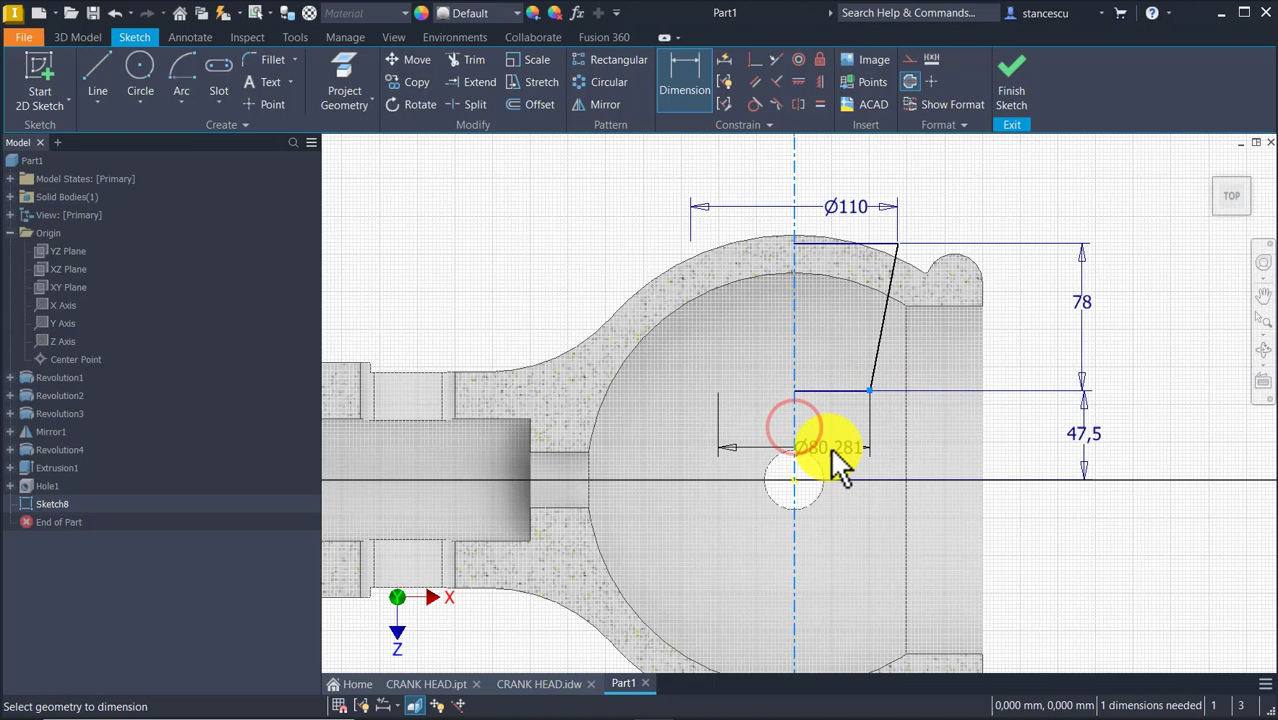 Material
Default
Part1
Search Help & Commands...
stancescu
File
3D Model
Sketch
Annotate
Inspect
Tools
Manage
View
Environments
Collaborate
Fusion 360
Start
2D Sketch
Line
Circle
Arc
Slot
Fillet
Text
Point
Project
Geometry
Move
Copy
Rotate
Trim
Extend
Split
Scale
Stretch
Offset
Rectangular
Circular
Mirror
Dimension
Image
Points
ACAD
Show Format
Finish
Sketch
Sketch
Create
Modify
Pattern
Constrain
Insert
Format
Exit
Model
Part1
Model States: [Primary]
Solid Bodies(1)
View: [Primary]
Origin
YZ Plane
XZ Plane
XY Plane
X Axis
Y Axis
Z Axis
Center Point
Revolution1
Revolution2
Revolution3
Mirror1
Revolution4
Extrusion1
Hole1
Sketch8
End of Part
TOP
Ø110
78
47,5
Ø80,281
Y
X
Z
Home
CRANK HEAD.ipt
CRANK HEAD.idw
Part1
Select geometry to dimension
0,000 mm, 0,000 mm
1 dimensions needed
1
3